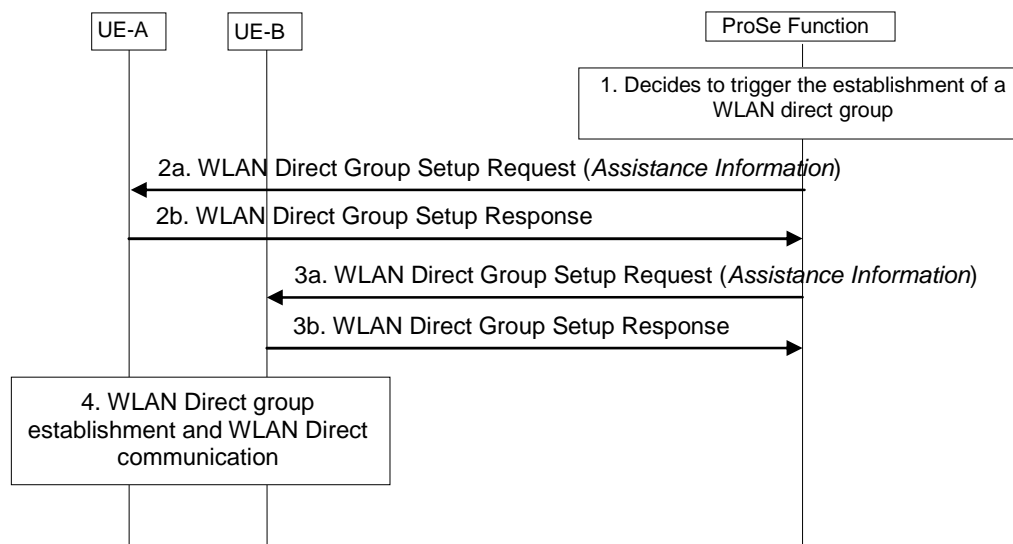 UE-A
UE-B
ProSe Function
1. Decides to trigger the establishment of a
WLAN direct group
2a. WLAN Direct Group Setup Request (Assistance Information)
2b. WLAN Direct Group Setup Response
3a. WLAN Direct Group Setup Request (Assistance Information)
3b. WLAN Direct Group Setup Response
4. WLAN Direct group
establishment and WLAN Direct
communication